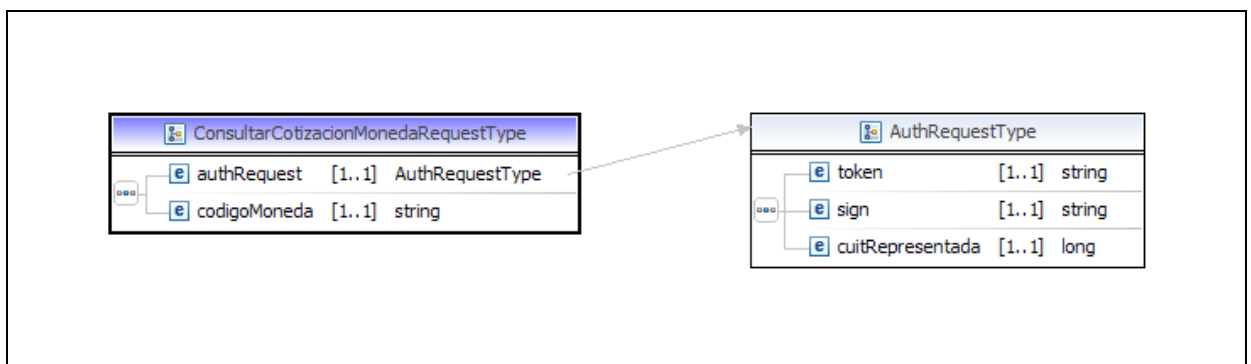 ConsultarCotizacionMonedaRequestType
e authRequest [1..1] AuthRequestType
e codigoMoneda [1..1] string
AuthRequestType
e token [1..1] string
e sign [1..1] string
e cuitRepresentada [1..1] long